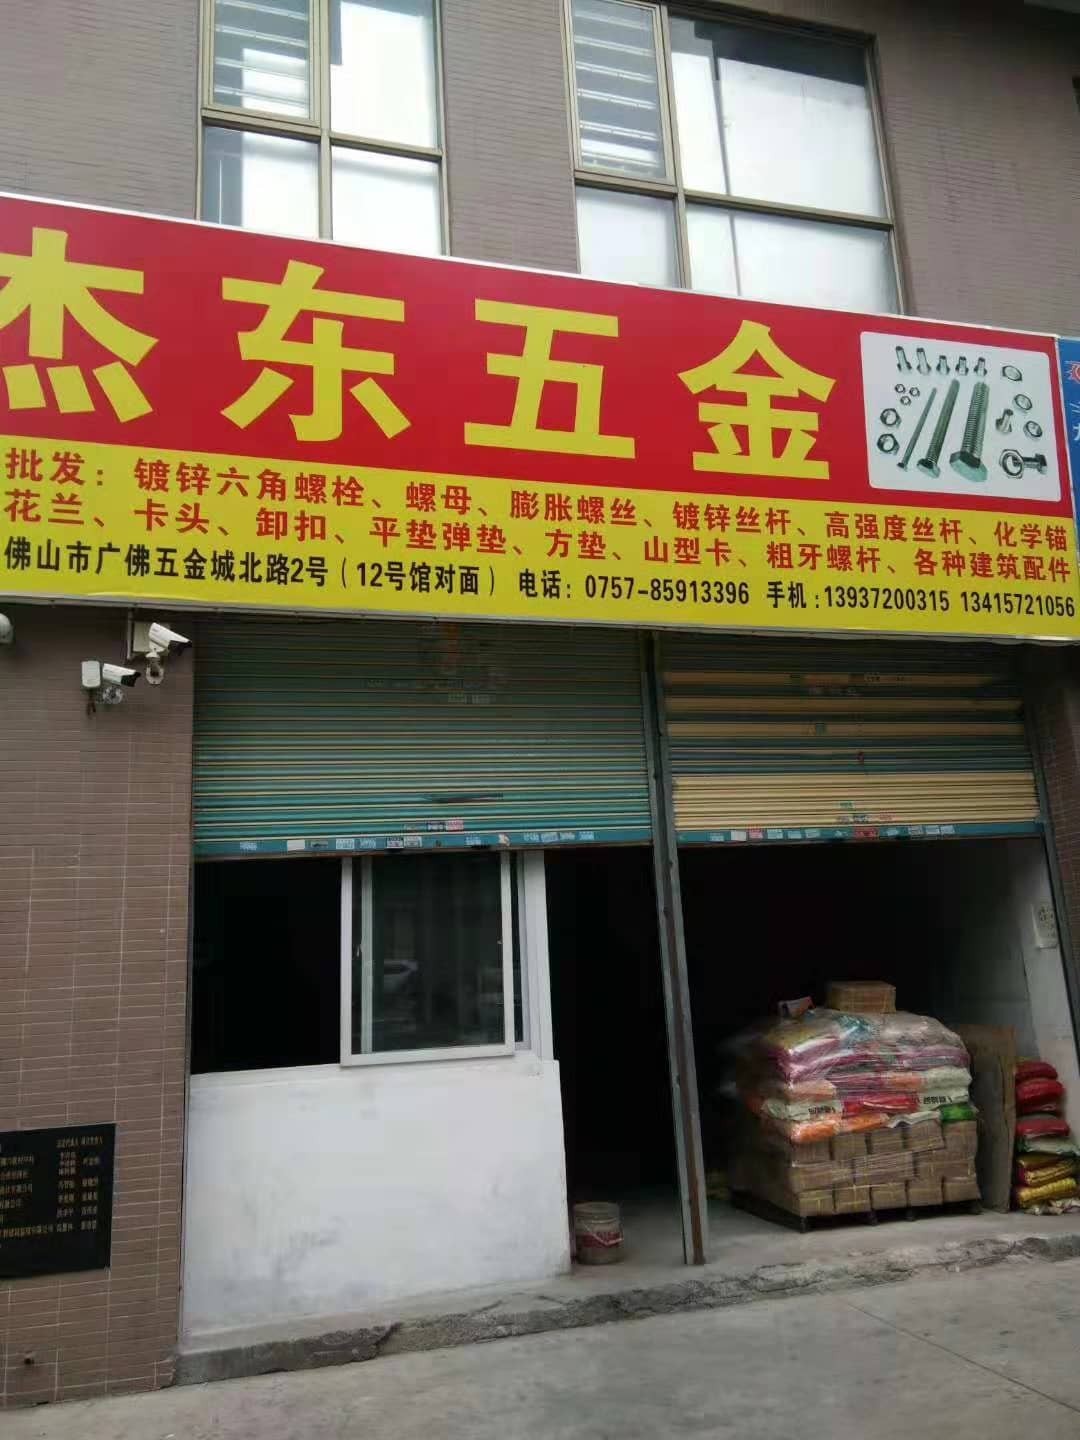 杰东五金
批发：镀锌六角螺栓、螺母、膨胀螺丝、镀锌丝杆、高强度丝杆、化学锚
花兰、卡头、卸扣、平垫弹垫、方垫、山型卡、粗牙螺杆、各种建筑配件
佛山市广佛五金城北路2号（12号馆对面） 电话：0757-85913396 手机：13937200315 13415721056